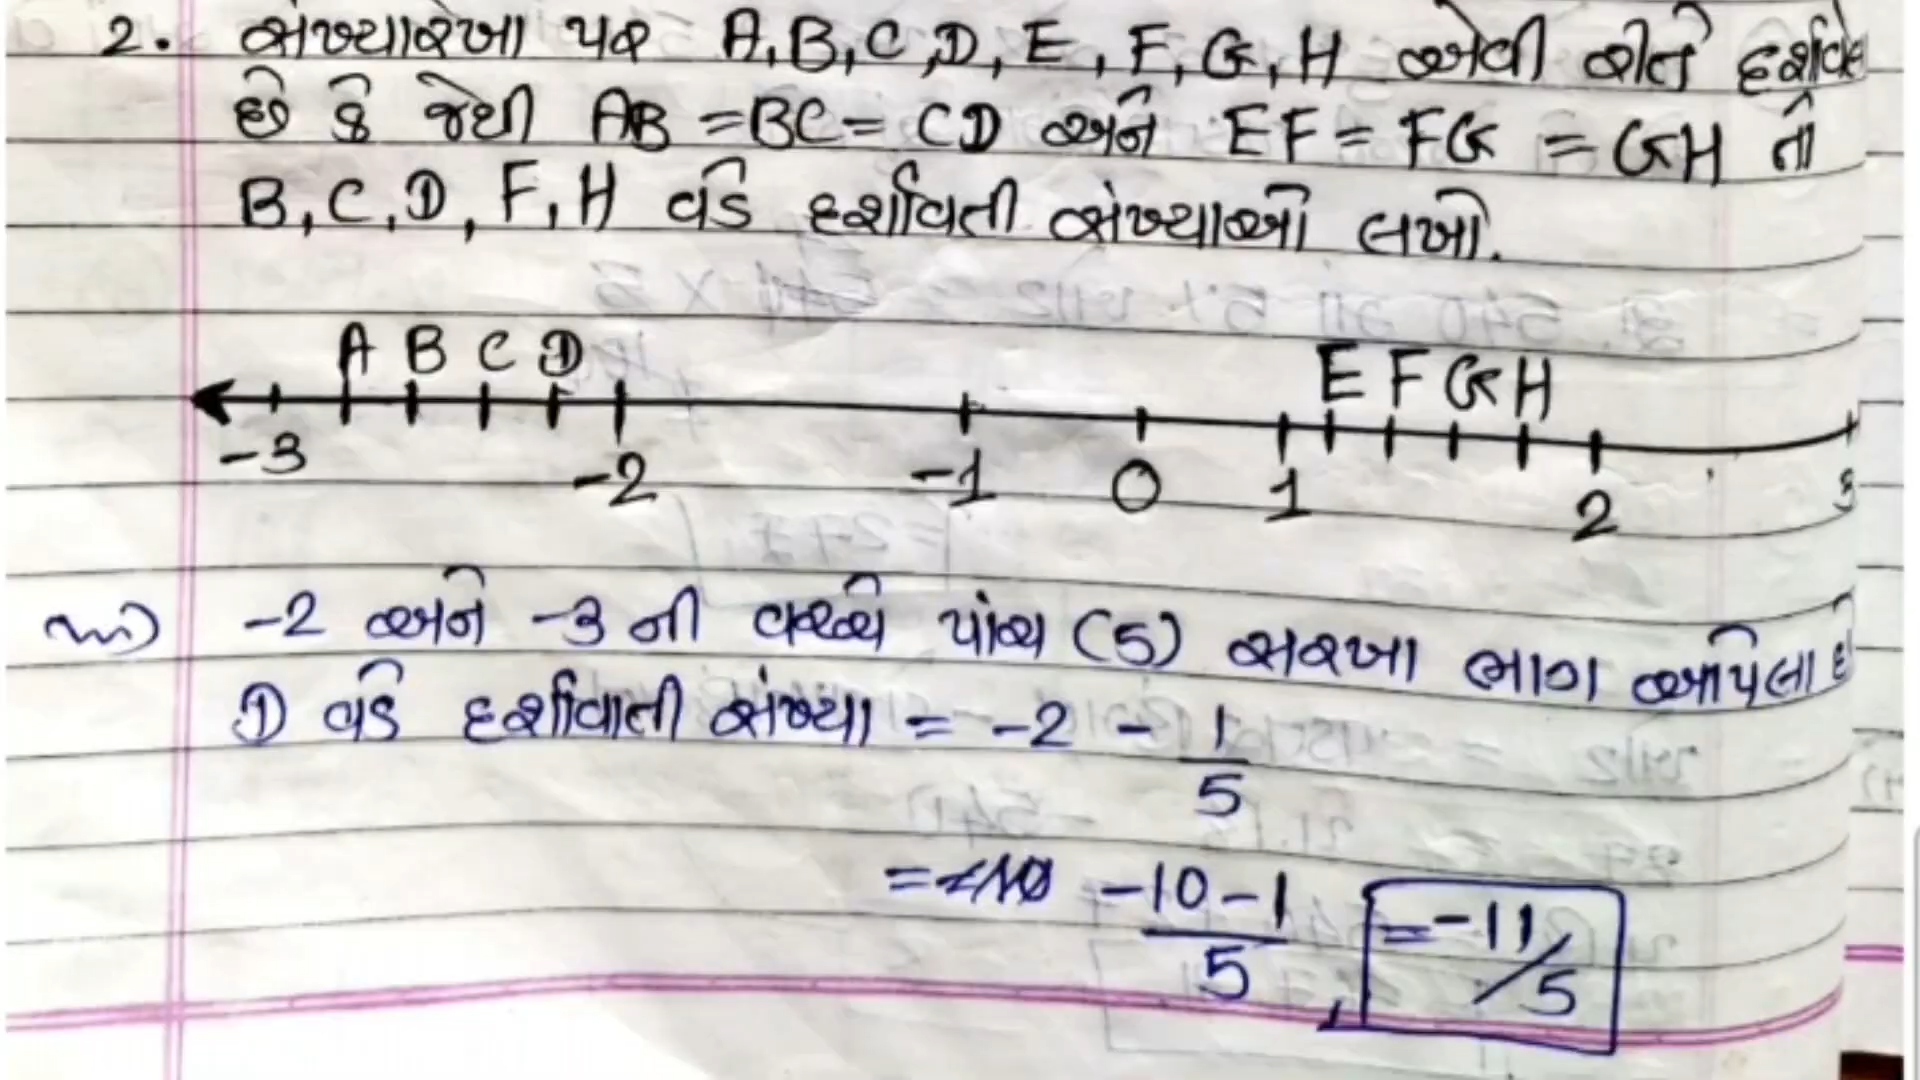 2. સંખ્યારેખા પર A, B, C, D, E, F, G, H એવી રીતે દર્શાવેલ
છે કે જેથી AB = BC = CD અને EF = FG = GH તો
B, C, D, F, H વડે દર્શાવતી સંખ્યાઓ લખો.
A B C D E F G H
-3 -2 -1 0 1 2 3
-2 અને -3 ની વચ્ચે પાંચ (5) સરખા ભાગ આપેલા છે
D વડે દર્શાવાતી સંખ્યા = -2 - 1/5
= -10-1/5, = -11/5